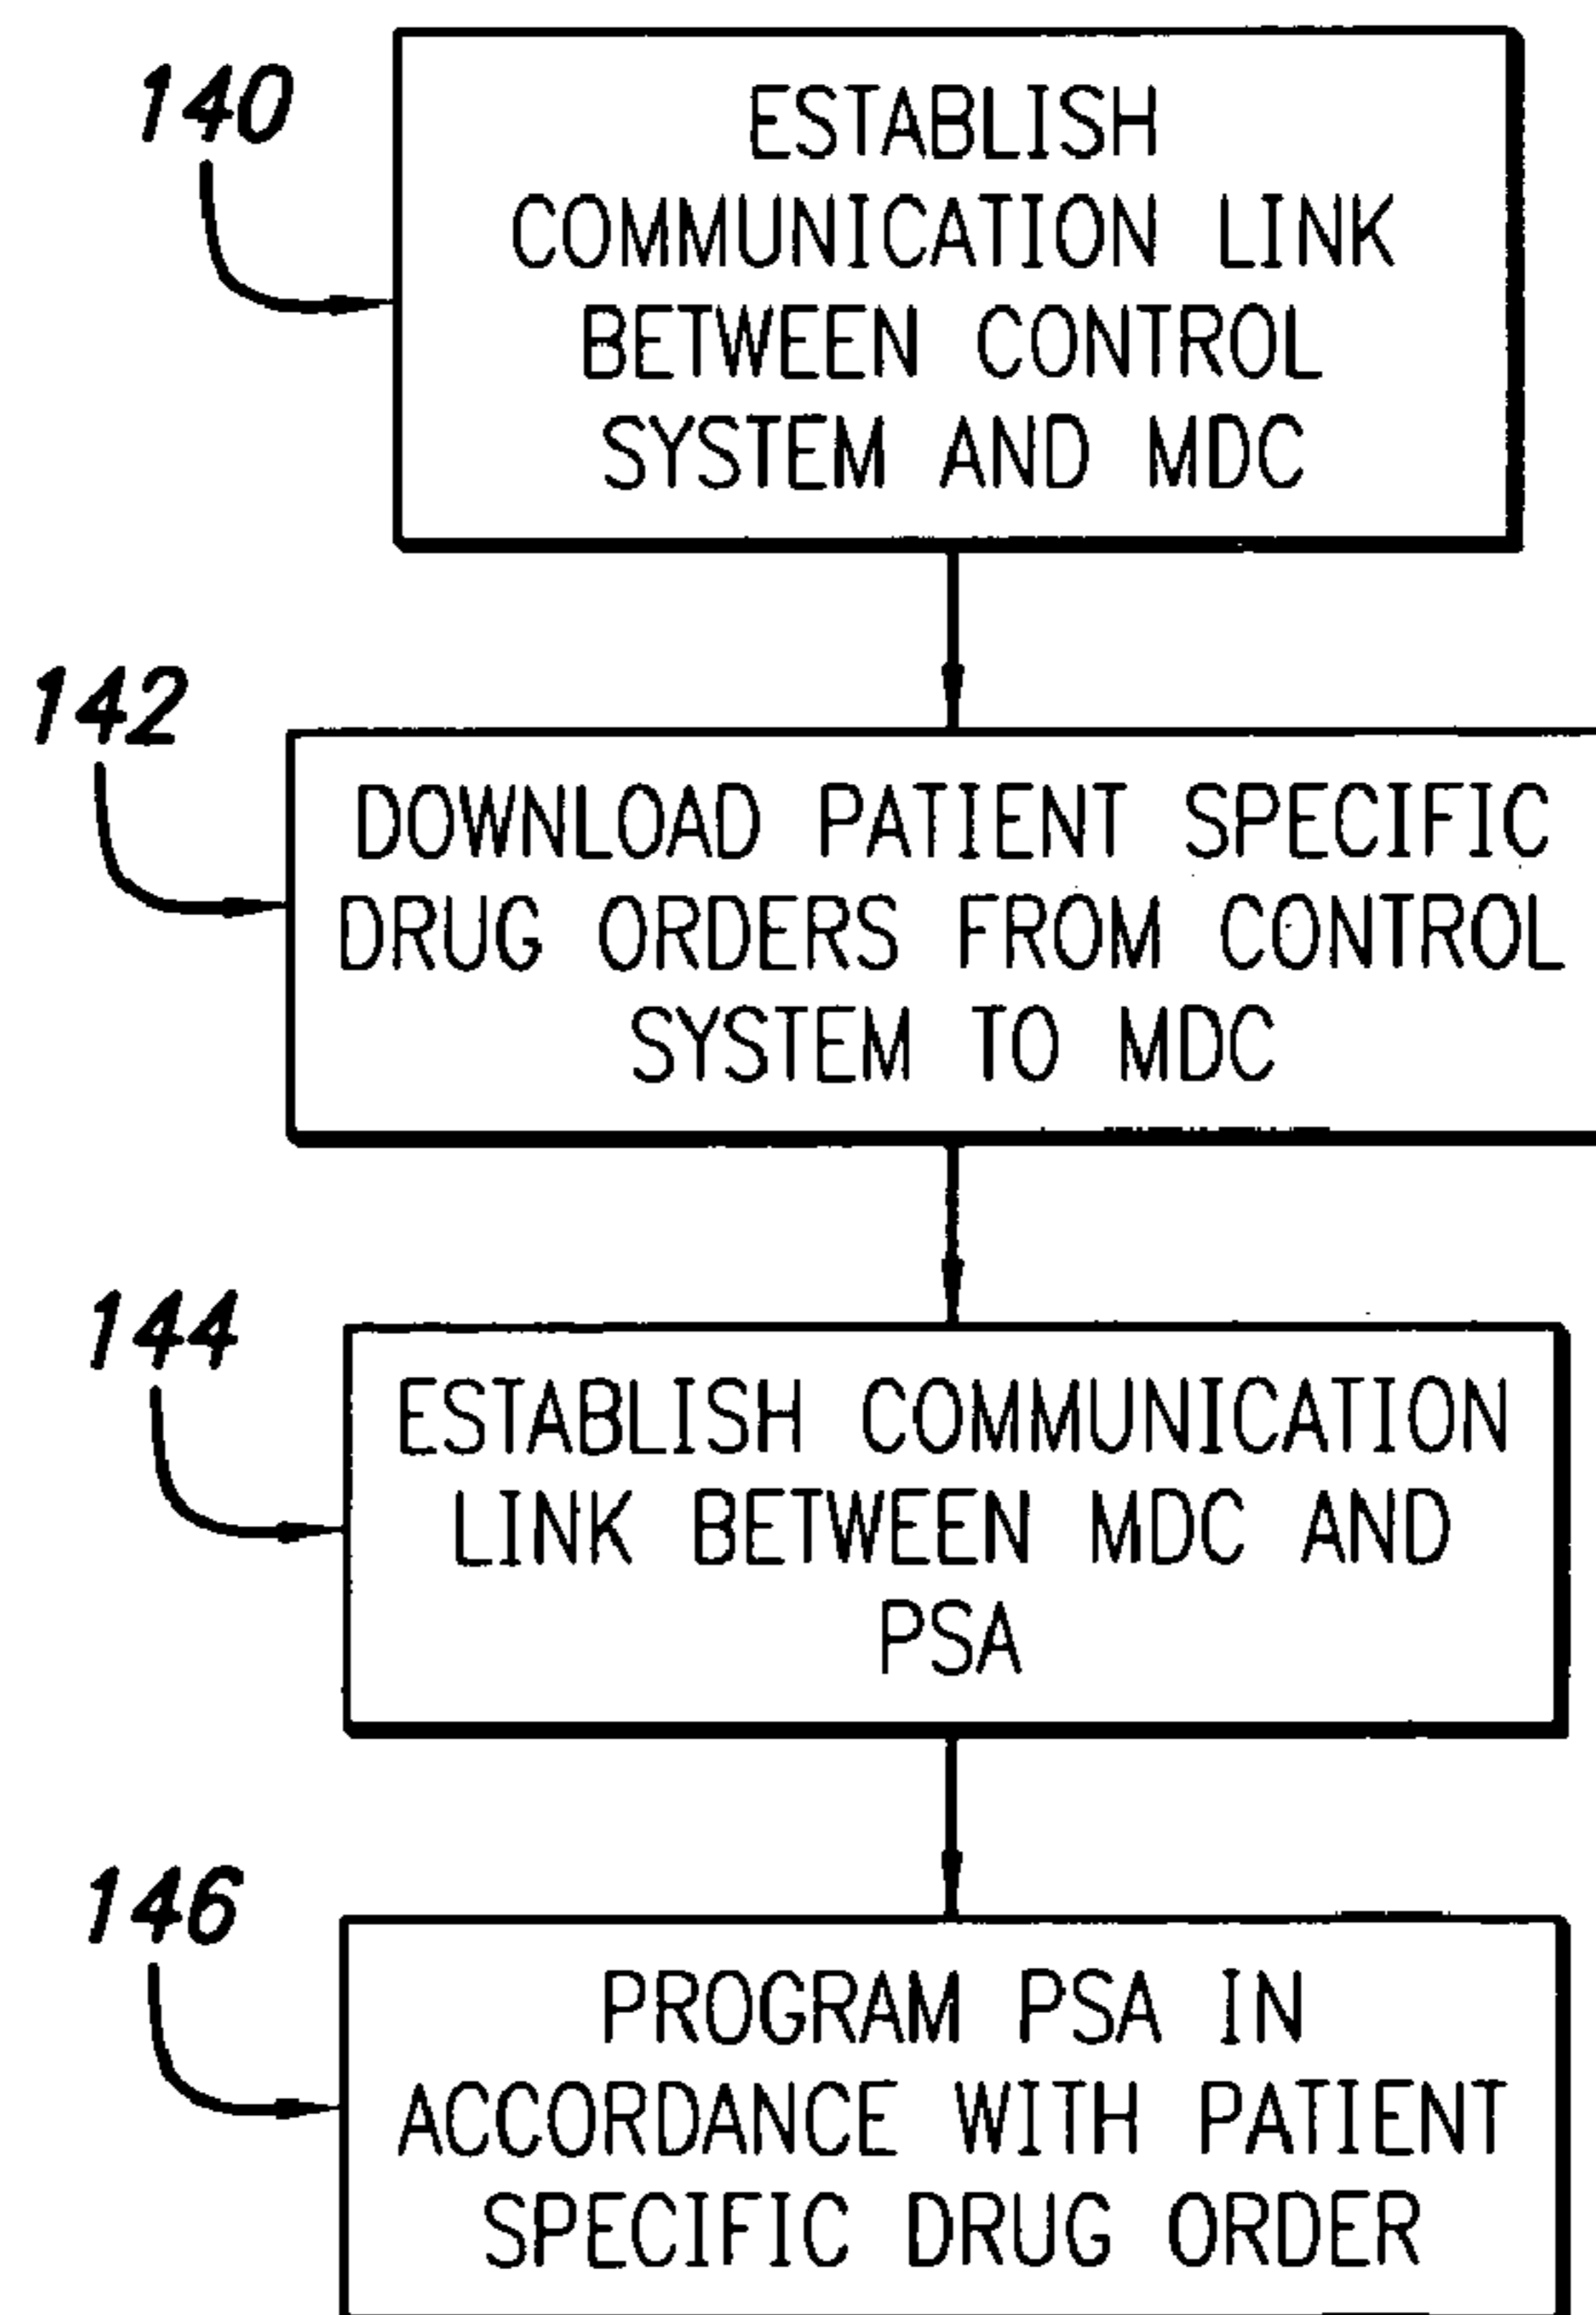 140
ESTABLISH
COMMUNICATION LINK
BETWEEN CONTROL
SYSTEM AND MDC
142
DOWNLOAD PATIENT SPECIFIC
DRUG ORDERS FROM CONTROL
SYSTEM TO MDC
144
ESTABLISH COMMUNICATION
LINK BETWEEN MDC AND
PSA
146
PROGRAM PSA IN
ACCORDANCE WITH PATIENT
SPECIFIC DRUG ORDER